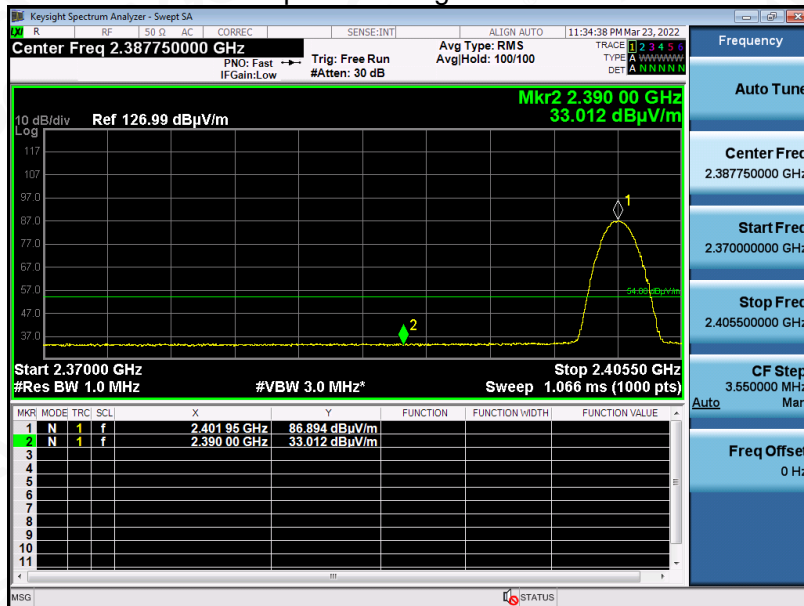 Keysight Spectrum Analyzer - Swept SA
LXI R RF 50 Ω AC CORREC SENSE:INT ALIGN AUTO 11:34:38 PM Mar 23, 2022
Center Freq 2.387750000 GHz
PNO: Fast
IFGain:Low
Trig: Free Run
#Atten: 30 dB
Avg Type: RMS
Avg|Hold: 100/100
TRACE 1 2 3 4 5 6
TYPE A WWWWW
DET A N N N N N
Mkr2 2.390 00 GHz
33.012 dBµV/m
10 dB/div Ref 126.99 dBµV/m
Log
117
107
97.0
87.0
77.0
67.0
57.0
47.0
37.0
1
54.00 dBµV/m
2
Start 2.37000 GHz Stop 2.40550 GHz
#Res BW 1.0 MHz #VBW 3.0 MHz* Sweep 1.066 ms (1000 pts)
MKR MODE TRC SCL X Y FUNCTION FUNCTION WIDTH FUNCTION VALUE
1 N 1 f 2.401 95 GHz 86.894 dBµV/m
2 N 1 f 2.390 00 GHz 33.012 dBµV/m
3
4
5
6
7
8
9
10
11
MSG STATUS
Frequency
Auto Tune
Center Freq
2.387750000 GHz
Start Freq
2.370000000 GHz
Stop Freq
2.405500000 GHz
CF Step
3.550000 MHz
Auto Man
Freq Offset
0 Hz